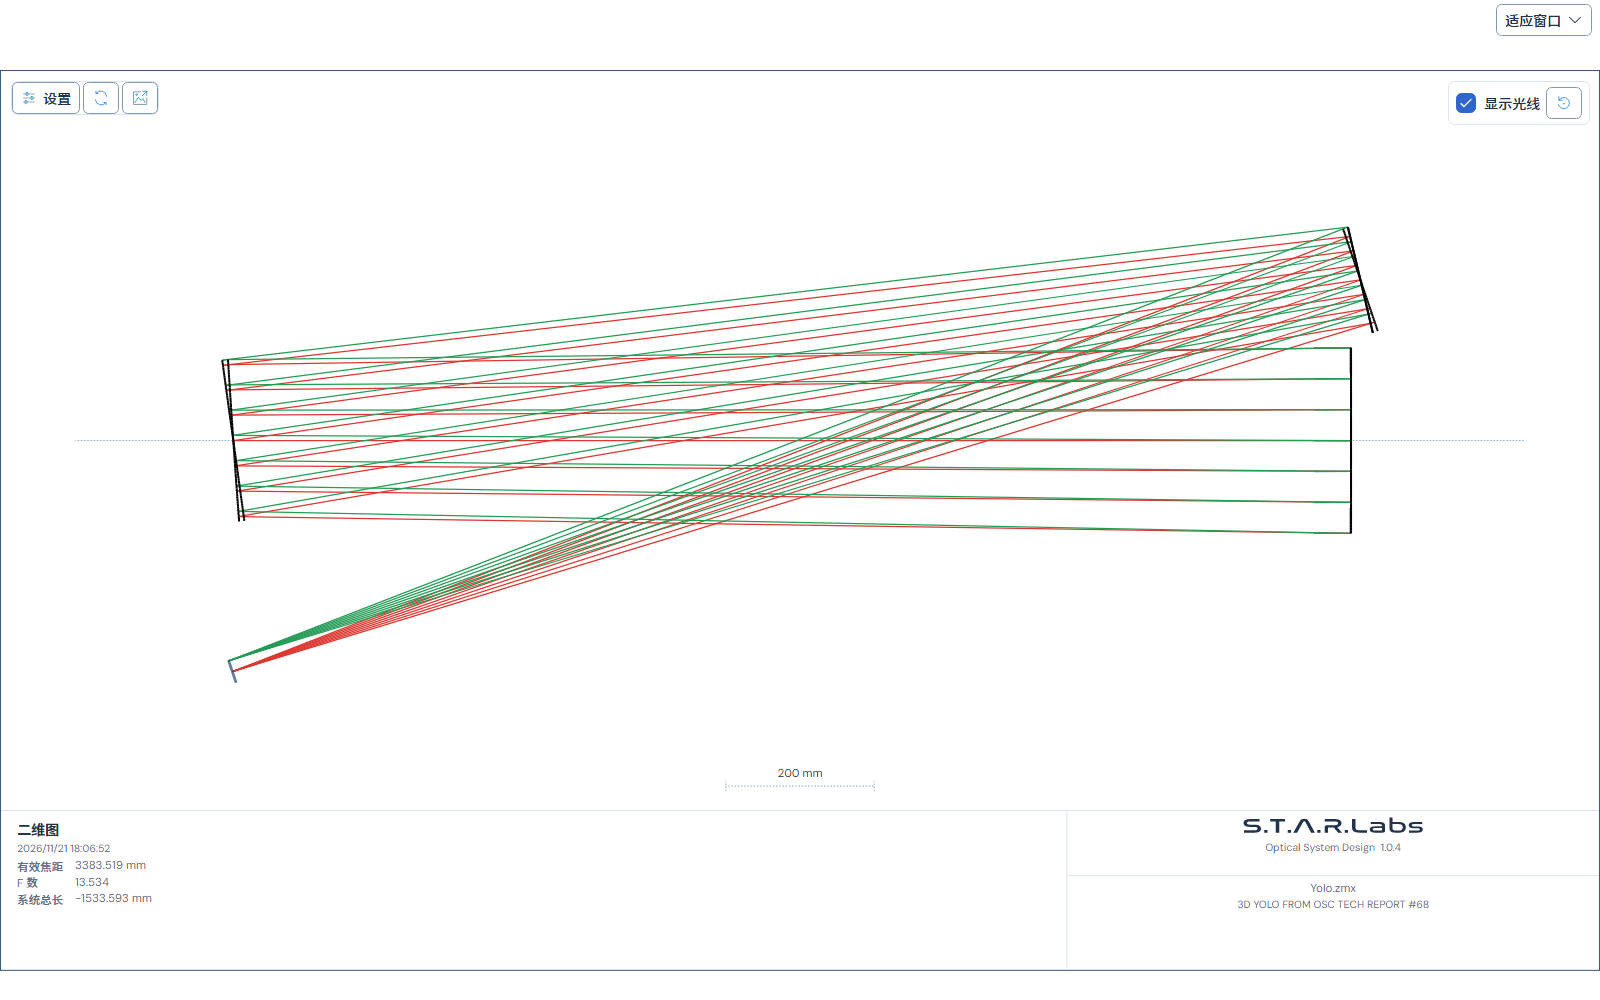 适应窗口
设置
显示光线
200 mm
二维图
2026/11/21 18:06:52
有效焦距 3383.519 mm
F 数 13.534
系统总长 -1533.593 mm
S.T.A.R.Labs
Optical System Design 1.0.4
Yolo.zmx
3D YOLO FROM OSC TECH REPORT #68